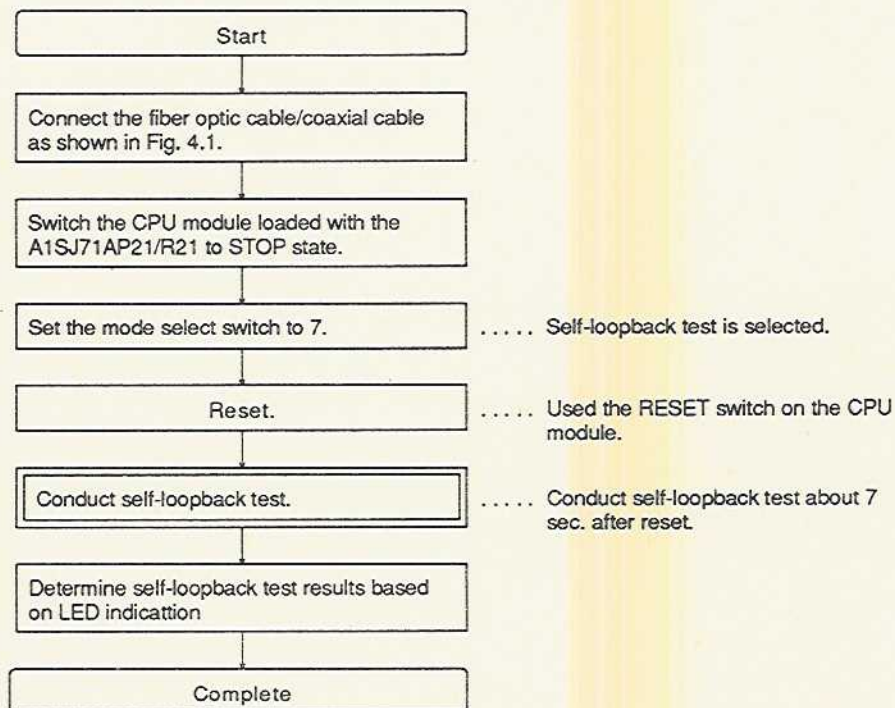 Start
Connect the fiber optic cable/coaxial cable
as shown in Fig. 4.1.
Switch the CPU module loaded with the
A1SJ71AP21/R21 to STOP state.
Set the mode select switch to 7.
..... Self-loopback test is selected.
Reset.
..... Used the RESET switch on the CPU
module.
Conduct self-loopback test.
..... Conduct self-loopback test about 7
sec. after reset.
Determine self-loopback test results based
on LED indicattion
Complete